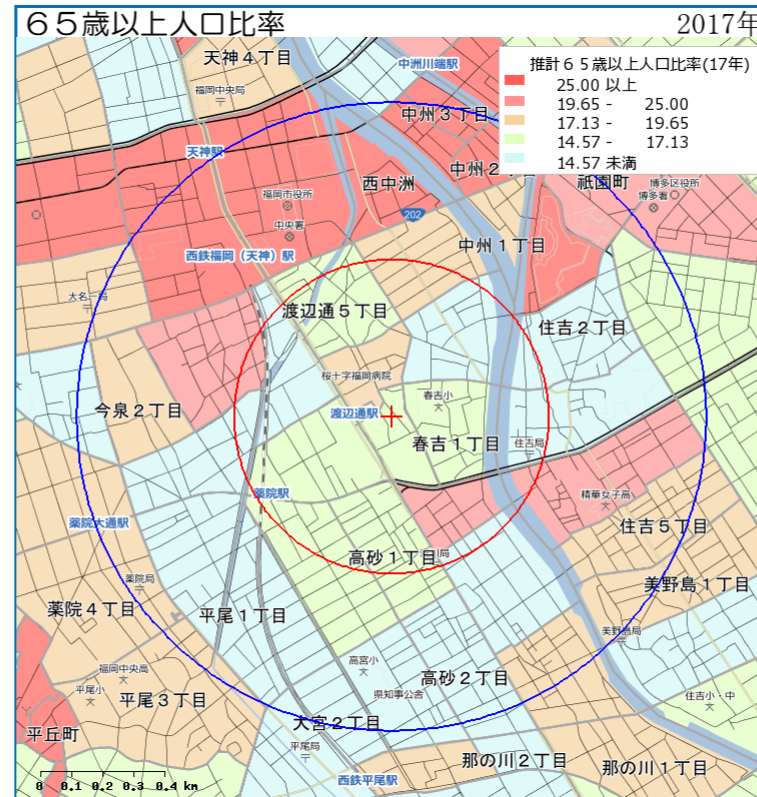 ６５歳以上人口比率
2017年
推計６５歳以上人口比率(17年)
25.00 以上
19.65 - 25.00
17.13 - 19.65
14.57 - 17.13
14.57 未満
天神４丁目
中洲川端駅
福岡中央局
中州３丁目
天神駅
西中洲
中州２丁目
祇園町
博多区役所
博多署
福岡市役所
中央署
202
西鉄福岡（天神）駅
中州１丁目
大名一局
渡辺通５丁目
住吉２丁目
桜十字福岡病院
今泉２丁目
春吉小
渡辺通駅
春吉１丁目
住吉局
薬院駅
精華女子高
薬院大通駅
住吉５丁目
高砂１丁目
薬院局
美野島１丁目
薬院４丁目
平尾１丁目
美野島局
福岡中央高
高宮小
高砂２丁目
平尾小
県知事公舎
住吉小・中
平尾３丁目
大宮２丁目
平丘町
平尾局
那の川２丁目
那の川１丁目
西鉄平尾駅
0 0.1 0.2 0.3 0.4 km